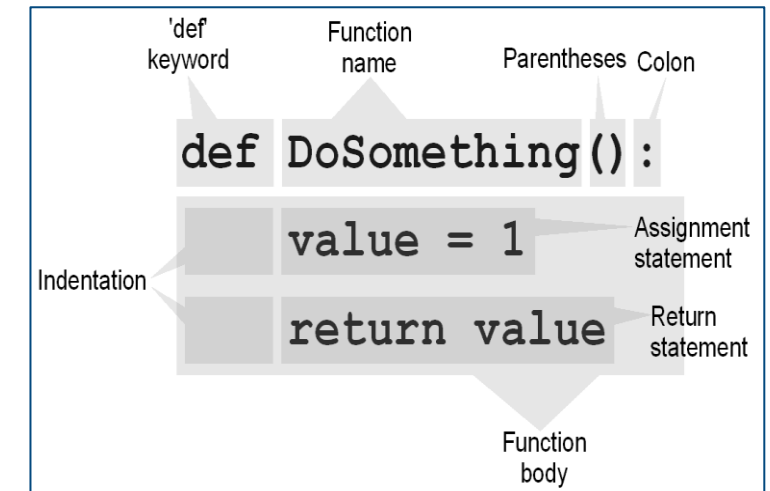 'def'
keyword
Function
name
Parentheses
Colon
def DoSomething():
value = 1
Assignment
statement
Indentation
return value
Return
statement
Function
body